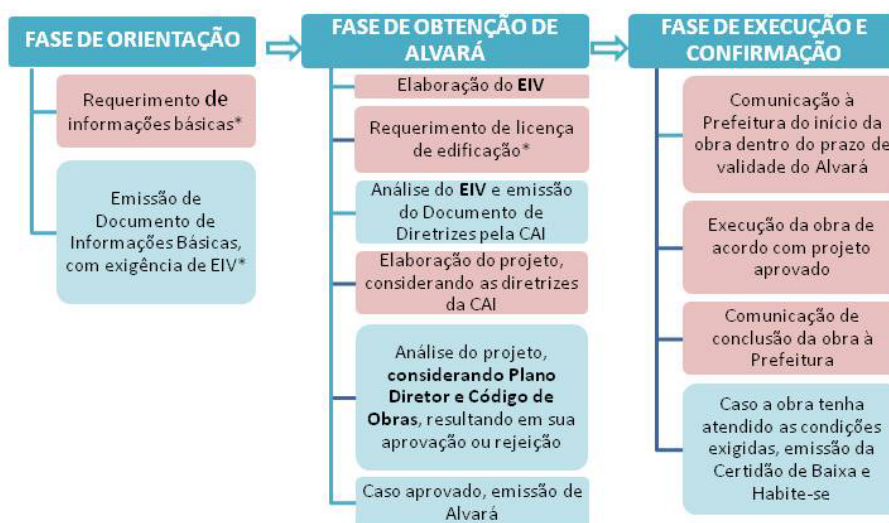 FASE DE ORIENTAÇÃO
Requerimento de
informações básicas*
Emissão de
Documento de
Informações Básicas,
com exigência de EIV*
FASE DE OBTENÇÃO DE
ALVARÁ
Elaboração do EIV
Requerimento de licença
de edificação*
Análise do EIV e emissão
do Documento de
Diretrizes pela CAI
Elaboração do projeto,
considerando as diretrizes
da CAI
Análise do projeto,
considerando Plano
Diretor e Código de
Obras, resultando em sua
aprovação ou rejeição
Caso aprovado, emissão de
Alvará
FASE DE EXECUÇÃO E
CONFIRMAÇÃO
Comunicação à
Prefeitura do início da
obra dentro do prazo de
validade do Alvará
Execução da obra de
acordo com projeto
aprovado
Comunicação de
conclusão da obra à
Prefeitura
Caso a obra tenha
atendido as condições
exigidas, emissão da
Certidão de Baixa e
Habite-se